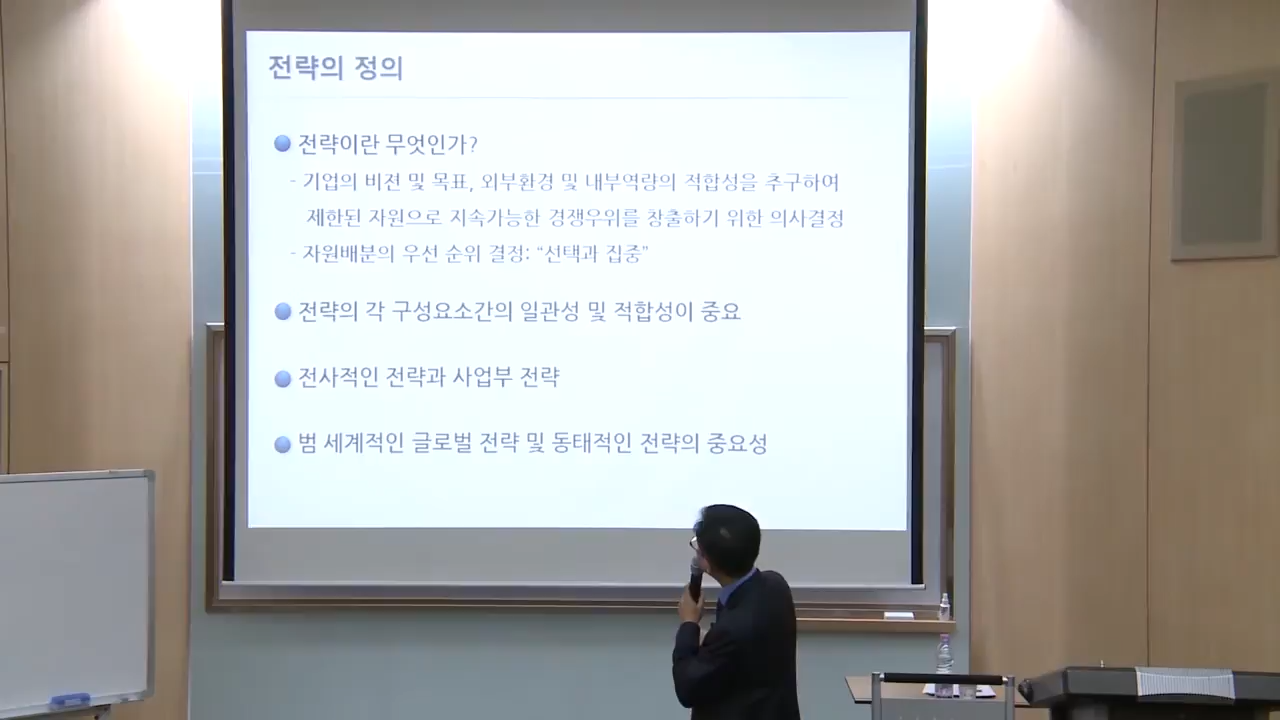 전략의 정의
전략이란 무엇인가?
- 기업의 비젼 및 목표, 외부환경 및 내부역량의 적합성을 추구하여
제한된 자원으로 지속가능한 경쟁우위를 창출하기 위한 의사결정
- 자원배분의 우선 순위 결정: “선택과 집중”
전략의 각 구성요소간의 일관성 및 적합성이 중요
전사적인 전략과 사업부 전략
범 세계적인 글로벌 전략 및 동태적인 전략의 중요성